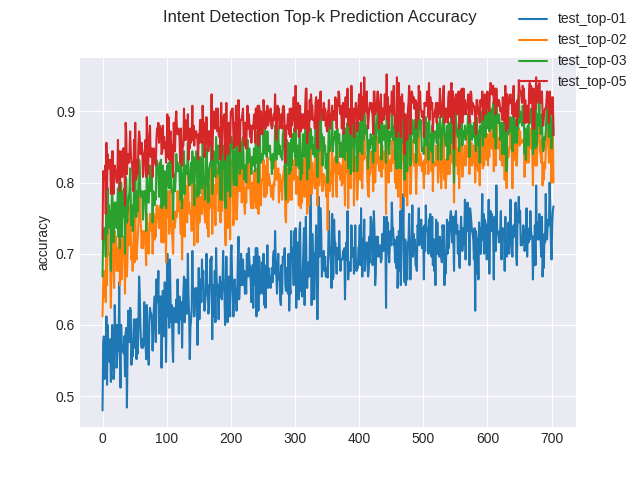 Intent Detection Top-k Prediction Accuracy
test_top-01
test_top-02
test_top-03
test_top-05
accuracy
0.9
0.8
0.7
0.6
0.5
0 100 200 300 400 500 600 700